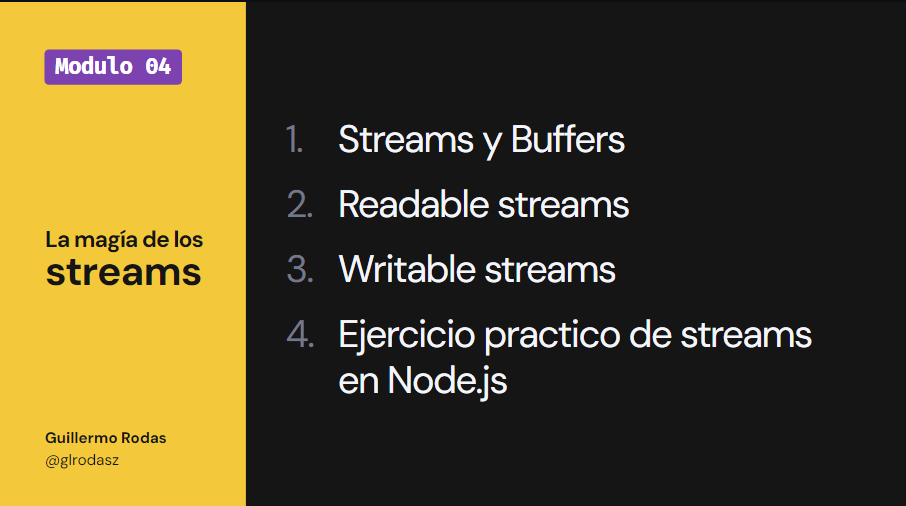 Modulo 04
La magía de los
streams
Guillermo Rodas
@glrodasz
1. Streams y Buffers
2. Readable streams
3. Writable streams
4. Ejercicio practico de streams
en Node.js